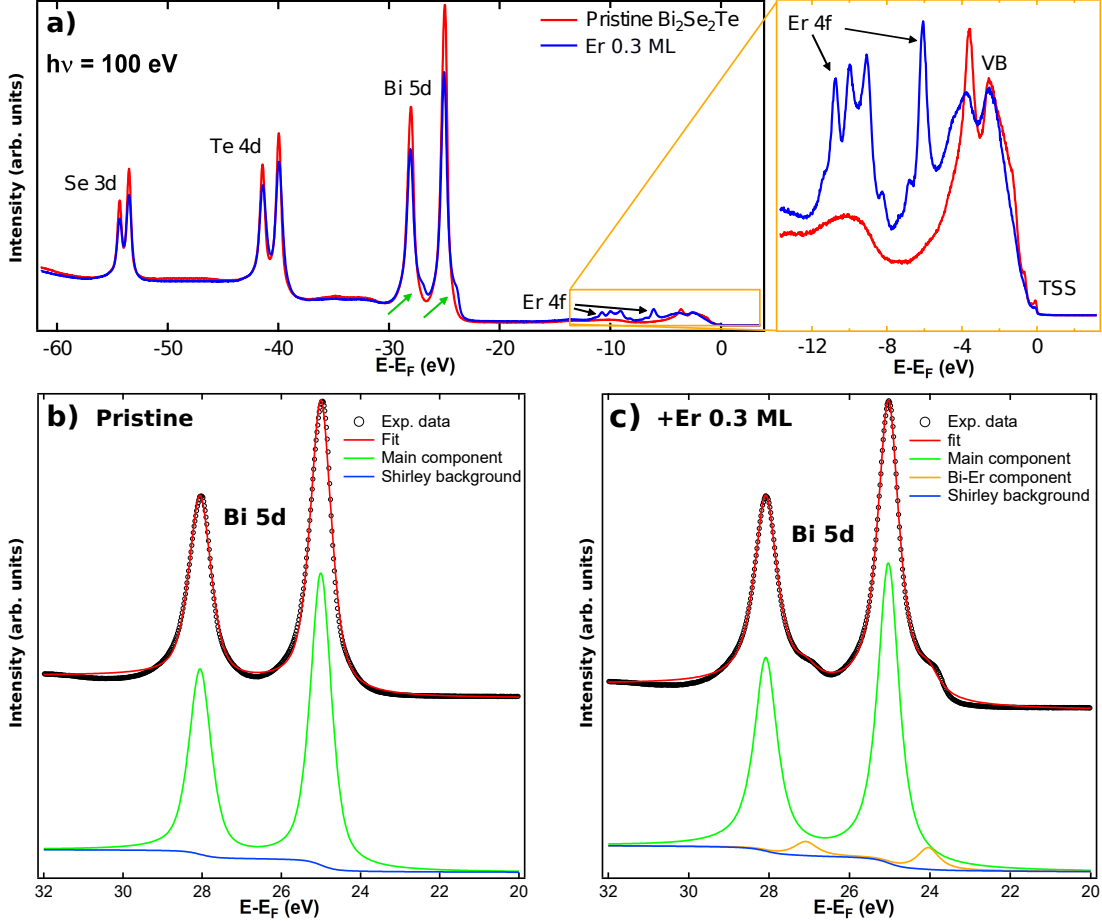 a)
hν = 100 eV
Pristine Bi₂Se₂Te
Er 0.3 ML
Se 3d
Te 4d
Bi 5d
Er 4f
Intensity (arb. units)
-60 -50 -40 -30 -20 -10 0
E-E_F (eV)
Er 4f
VB
TSS
-12 -8 -4 0
E-E_F (eV)
b) Pristine
Exp. data
Fit
Main component
Shirley background
Bi 5d
Intensity (arb. units)
32 30 28 26 24 22 20
E-E_F (eV)
c) +Er 0.3 ML
Exp. data
fit
Main component
Bi-Er component
Shirley background
Bi 5d
Intensity (arb. units)
32 30 28 26 24 22 20
E-E_F (eV)